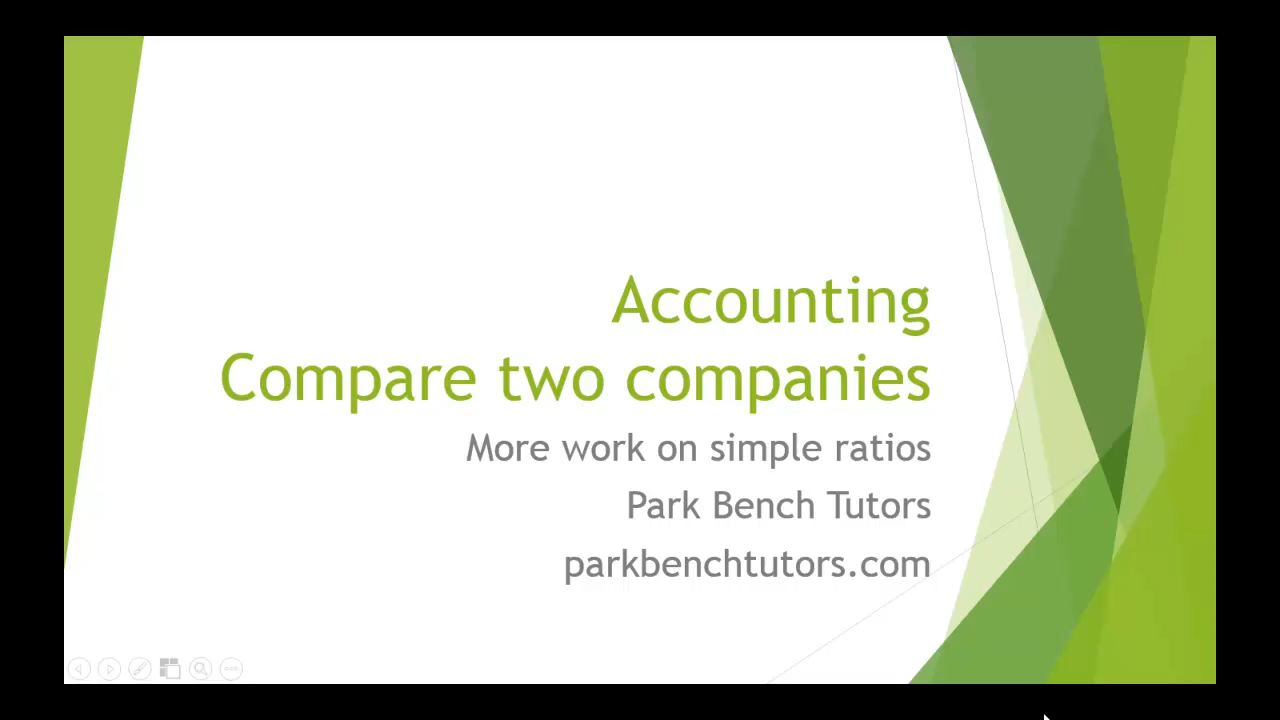 Accounting
Compare two companies
More work on simple ratios
Park Bench Tutors
parkbenchtutors.com